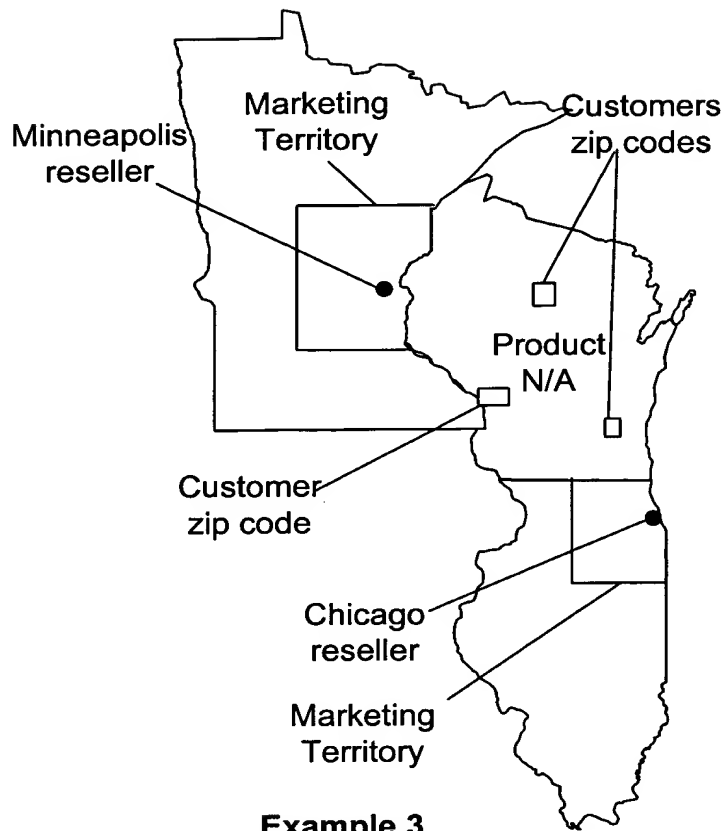 Marketing
Territory
Customers
zip codes
Minneapolis
reseller
Product
N/A
Customer
zip code
Chicago
reseller
Marketing
Territory
Example 3